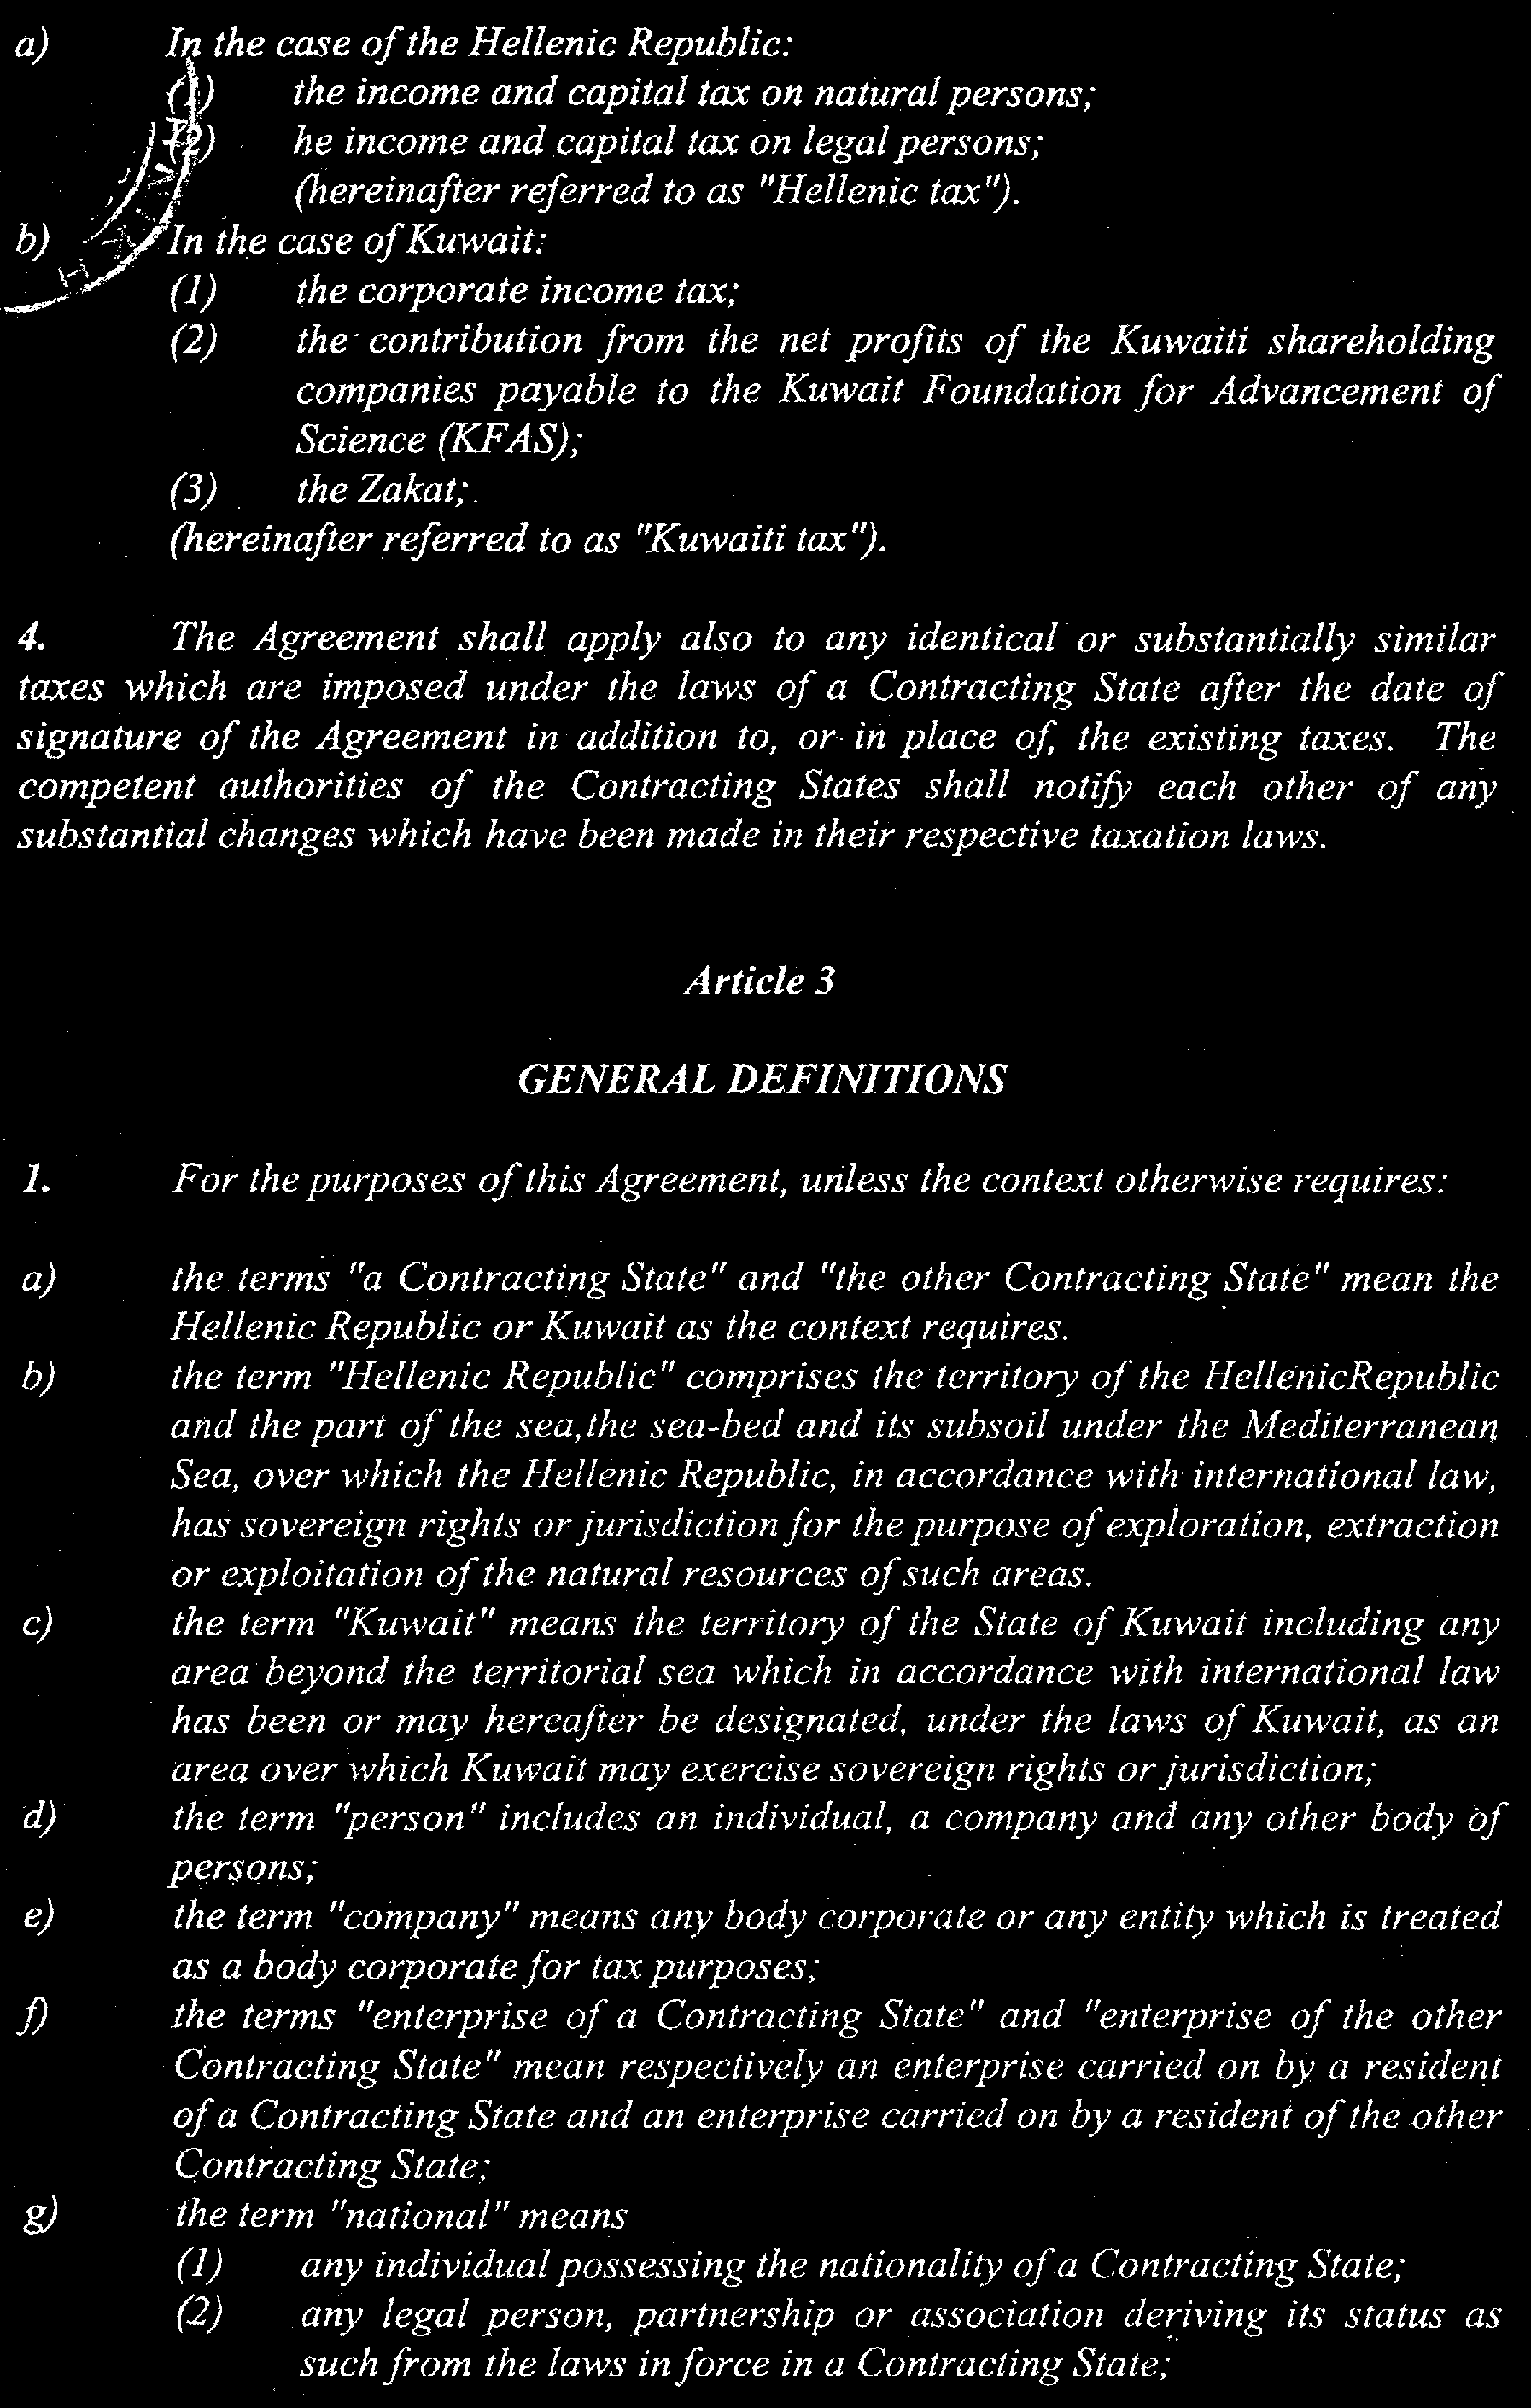 a) In the case of the Hellenic Republic:
(1) the income and capital tax on natural persons;
(2) he income and capital tax on legal persons;
(hereinafter referred to as "Hellenic tax").
b) In the case of Kuwait:
(1) the corporate income tax;
(2) the contribution from the net profits of the Kuwaiti shareholding
companies payable to the Kuwait Foundation for Advancement of
Science (KFAS);
(3) the Zakat;
(hereinafter referred to as "Kuwaiti tax").
4. The Agreement shall apply also to any identical or substantially similar
taxes which are imposed under the laws of a Contracting State after the date of
signature of the Agreement in addition to, or in place of, the existing taxes. The
competent authorities of the Contracting States shall notify each other of any
substantial changes which have been made in their respective taxation laws.
Article 3
GENERAL DEFINITIONS
1. For the purposes of this Agreement, unless the context otherwise requires:
a) the terms "a Contracting State" and "the other Contracting State" mean the
Hellenic Republic or Kuwait as the context requires.
b) the term "Hellenic Republic" comprises the territory of the HellenicRepublic
and the part of the sea,the sea-bed and its subsoil under the Mediterranean
Sea, over which the Hellenic Republic, in accordance with international law,
has sovereign rights or jurisdiction for the purpose of exploration, extraction
or exploitation of the natural resources of such areas.
c) the term "Kuwait" means the territory of the State of Kuwait including any
area beyond the territorial sea which in accordance with international law
has been or may hereafter be designated, under the laws of Kuwait, as an
area over which Kuwait may exercise sovereign rights or jurisdiction;
d) the term "person" includes an individual, a company and any other body of
persons;
e) the term "company" means any body corporate or any entity which is treated
as a body corporate for tax purposes;
f) the terms "enterprise of a Contracting State" and "enterprise of the other
Contracting State" mean respectively an enterprise carried on by a resident
of a Contracting State and an enterprise carried on by a resident of the other
Contracting State;
g) the term "national" means
(1) any individual possessing the nationality of a Contracting State;
(2) any legal person, partnership or association deriving its status as
such from the laws in force in a Contracting State;